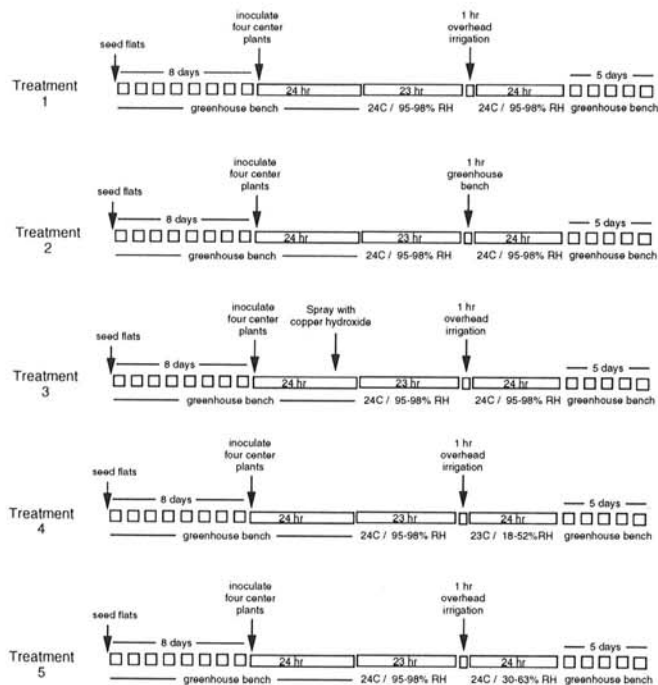 inoculate
four center
plants
1 hr
overhead
irrigation
seed flats
8 days
5 days
Treatment
1
24 hr
23 hr
24 hr
greenhouse bench
24C / 95-98% RH
24C / 95-98% RH
greenhouse bench
inoculate
four center
plants
1 hr
greenhouse
bench
seed flats
8 days
5 days
Treatment
2
24 hr
23 hr
24 hr
greenhouse bench
24C / 95-98% RH
24C / 95-98% RH
greenhouse bench
inoculate
four center
plants
Spray with
copper hydroxide
1 hr
overhead
irrigation
seed flats
8 days
5 days
Treatment
3
24 hr
23 hr
24 hr
greenhouse bench
24C / 95-98% RH
24C / 95-98% RH
greenhouse bench
inoculate
four center
plants
1 hr
overhead
irrigation
seed flats
8 days
5 days
Treatment
4
24 hr
23 hr
24 hr
greenhouse bench
24C / 95-98% RH
23C / 18-52%RH
greenhouse bench
inoculate
four center
plants
1 hr
overhead
irrigation
seed flats
8 days
5 days
Treatment
5
24 hr
23 hr
24 hr
greenhouse bench
24C / 95-98% RH
24C / 30-63% RH
greenhouse bench